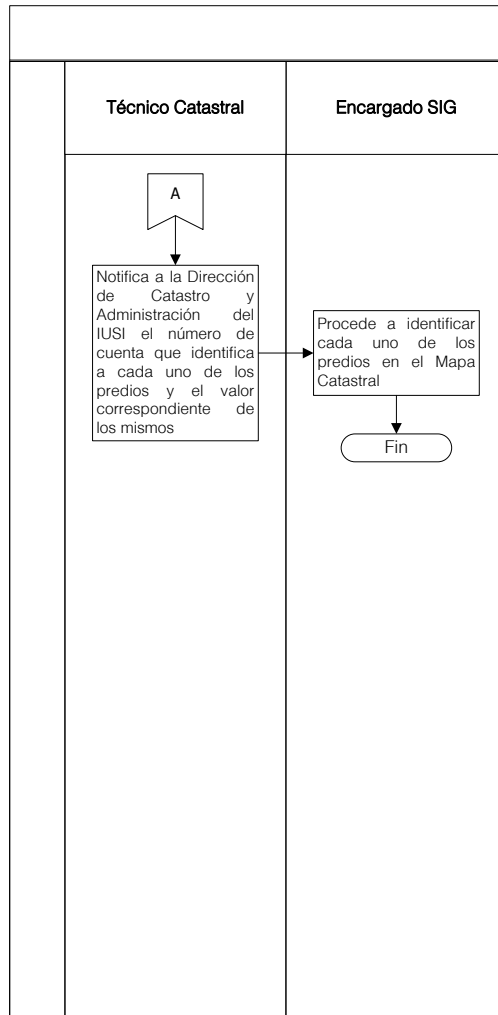 Técnico Catastral
Encargado SIG
A
Notifica a la Dirección
de Catastro y
Administración del
IUSI el número de
cuenta que identifica
a cada uno de los
predios y el valor
correspondiente de
los mismos
Procede a identificar
cada uno de los
predios en el Mapa
Catastral
Fin